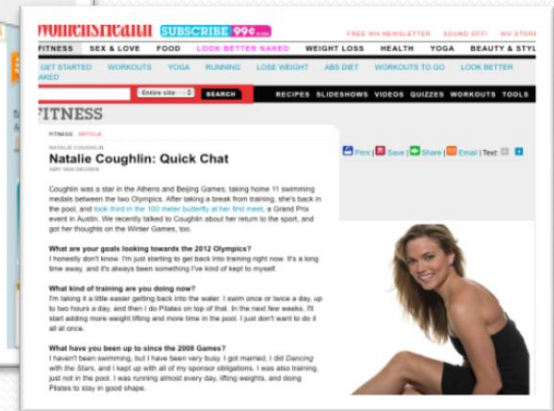 WomensHealth SUBSCRIBE 99¢
FREE WH NEWSLETTER SOUND OFF! WH STORE
FITNESS SEX & LOVE FOOD LOOK BETTER NAKED WEIGHT LOSS HEALTH YOGA BEAUTY & STYL
GET STARTED WORKOUTS YOGA RUNNING LOSE WEIGHT ABS DIET WORKOUTS TO GO LOOK BETTER
AKED
Entire site SEARCH RECIPES SLIDESHOWS VIDEOS QUIZZES WORKOUTS TOOLS
FITNESS
FITNESS ARTICLE
NATALIE COUGHLIN
Natalie Coughlin: Quick Chat
Print | Save | Share | Email | Text:
Coughlin was a star in the Athens and Beijing Games, taking home 11 swimming
medals between the two Olympics. After taking a break from training, she's back in
the pool, and took third in the 100 meter butterfly at her first meet, a Grand Prix
event in Austin. We recently talked to Coughlin about her return to the sport, and
got her thoughts on the Winter Games, too.
What are your goals looking towards the 2012 Olympics?
I honestly don't know. I'm just starting to get back into training right now. It's a long
time away, and it's always been something I've kind of kept to myself.
What kind of training are you doing now?
I'm taking it a little easier getting back into the water. I swim once or twice a day, up
to two hours a day, and then I do Pilates on top of that. In the next few weeks, I'll
start adding more weight lifting and more time in the pool. I just don't want to do it
all at once.
What have you been up to since the 2008 Games?
I haven't been swimming, but I have been very busy. I got married, I did Dancing
with the Stars, and I kept up with all of my sponsor obligations. I was also training,
just not in the pool. I was running almost every day, lifting weights, and doing
Pilates to stay in good shape.